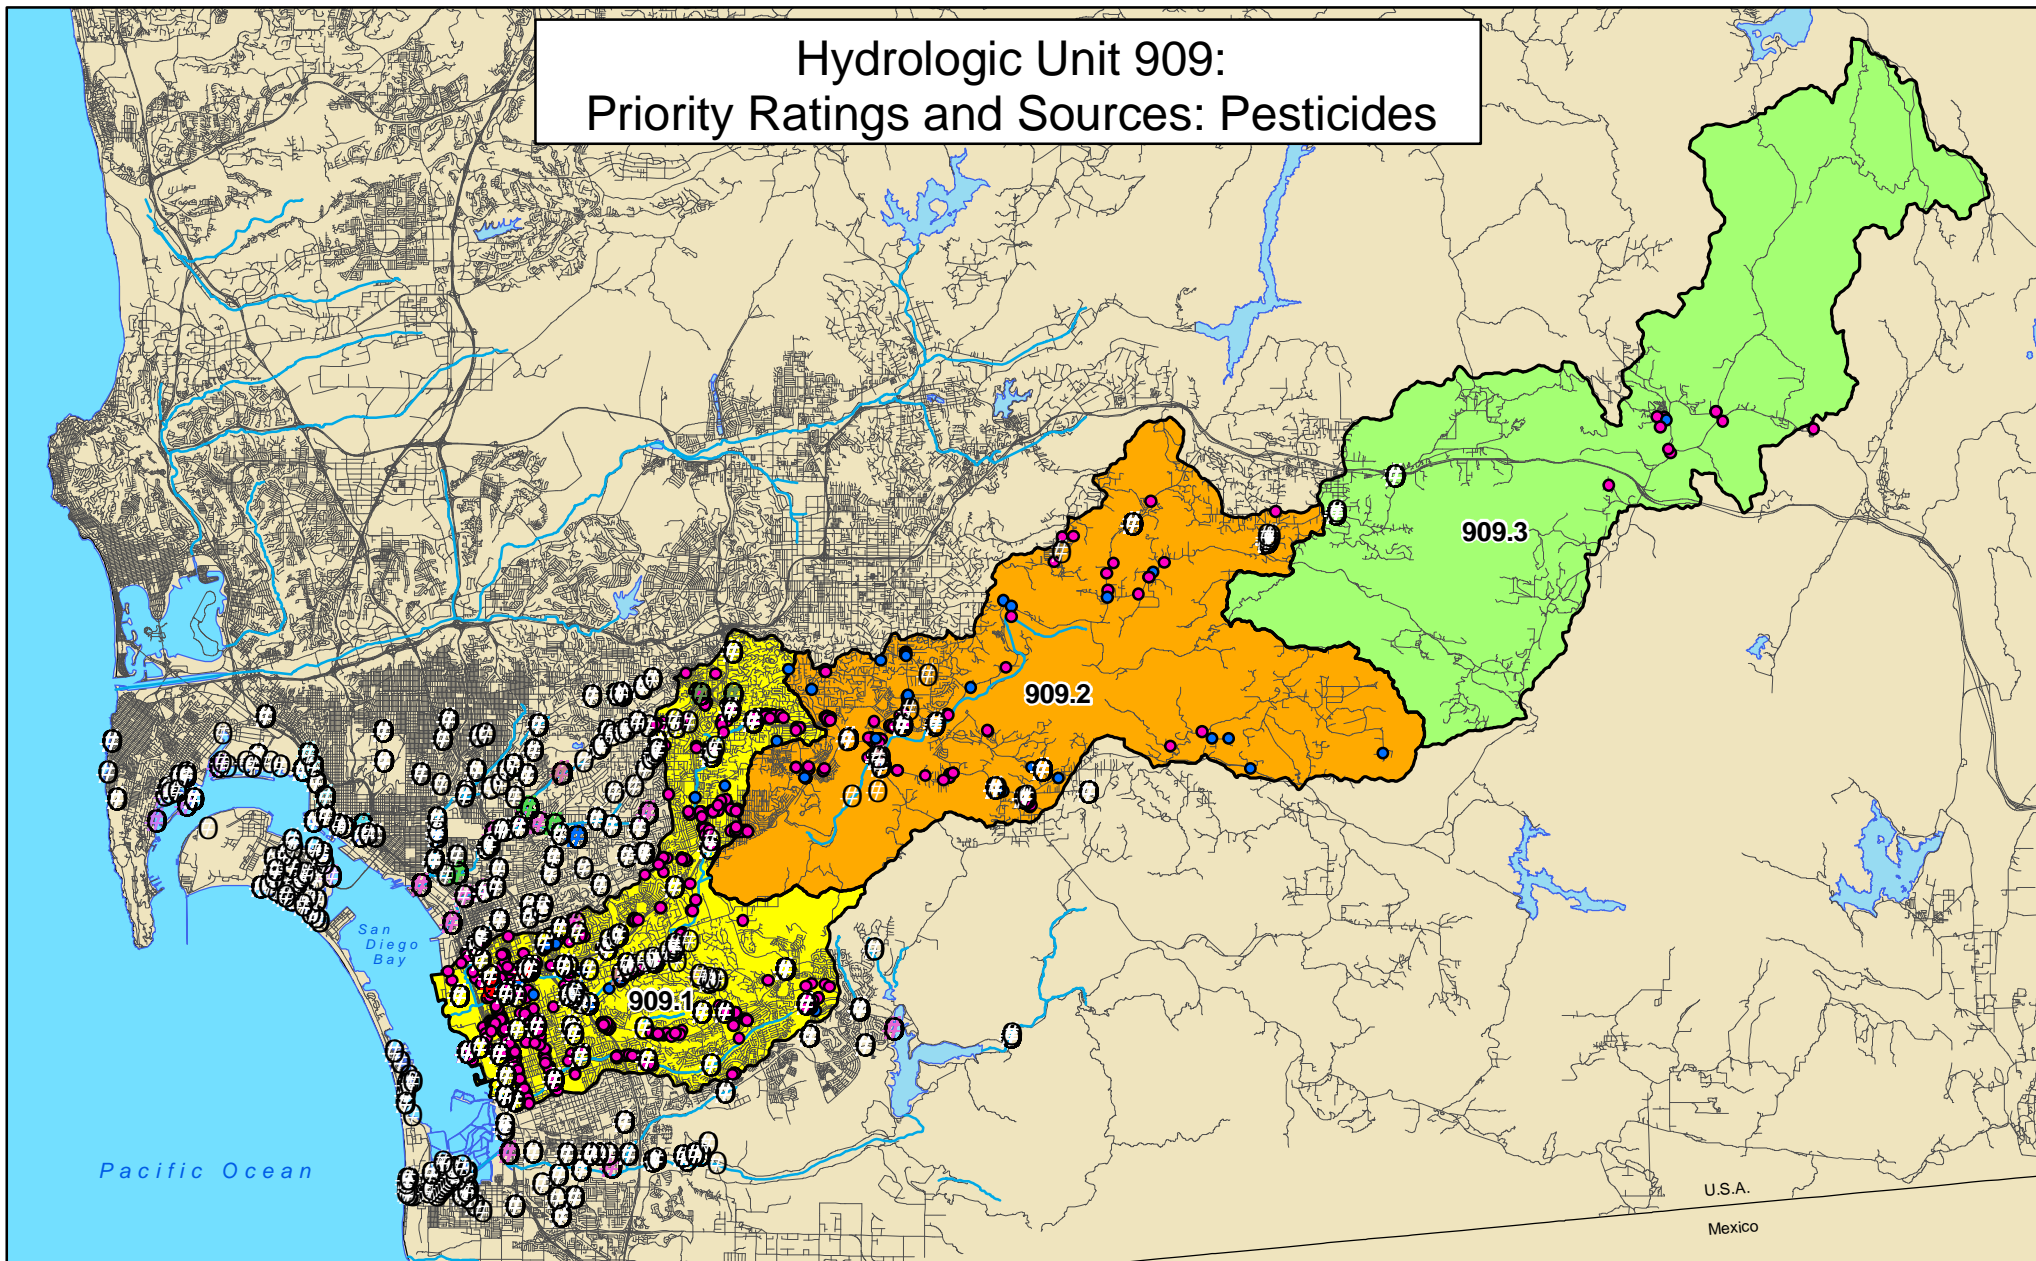 Hydrologic Unit 909:
Priority Ratings and Sources: Pesticides
909.3
909.2
San
Diego
Bay
909.1
Pacific Ocean
U.S.A.
Mexico